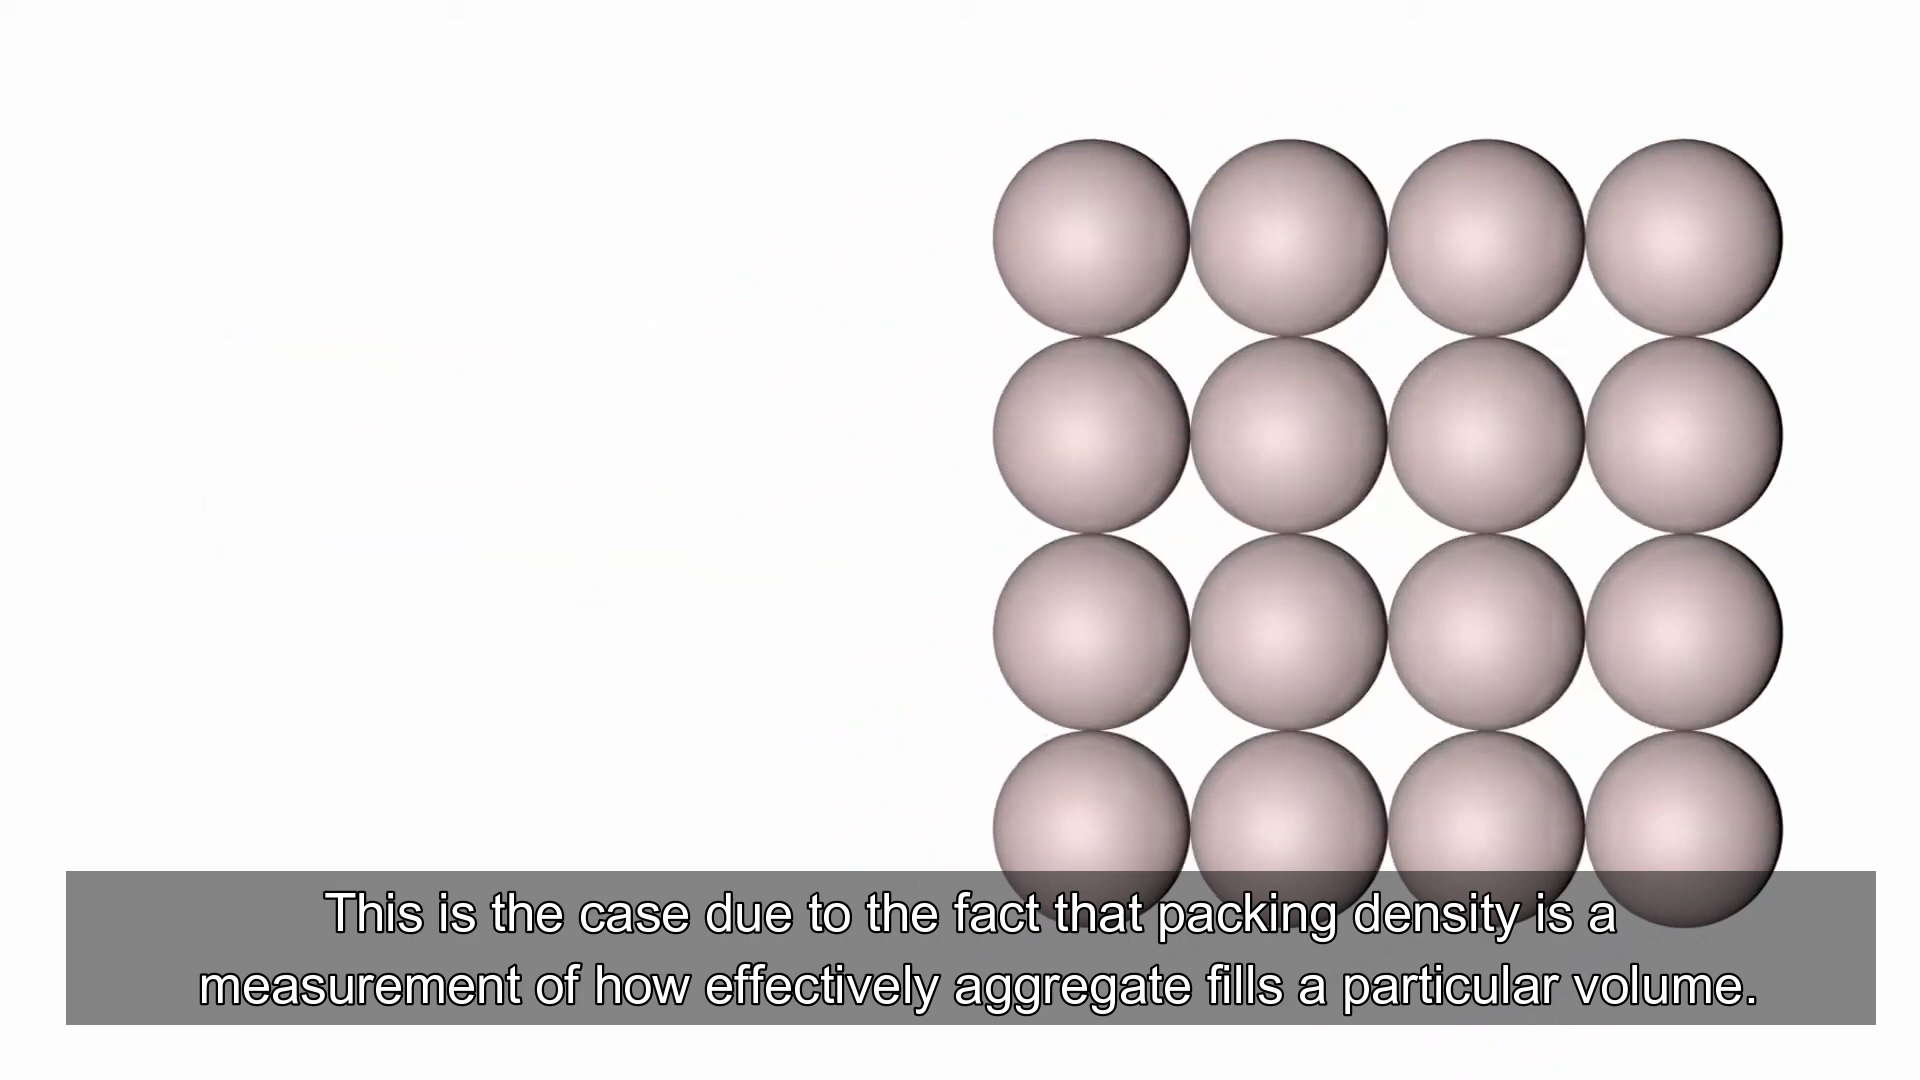 This is the case due to the fact that packing density is a
measurement of how effectively aggregate fills a particular volume.